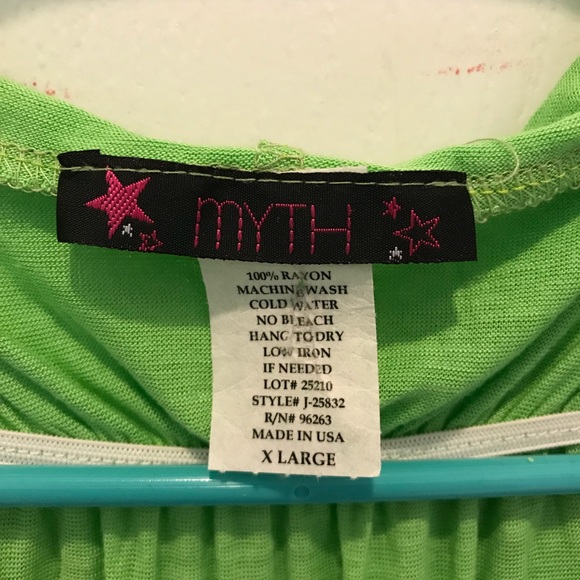 MYTH
100% RAYON
MACHINE WASH
COLD WATER
NO BLEACH
HANG TO DRY
LOW IRON
IF NEEDED
LOT# 25210
STYLE# J-25832
R/N# 96263
MADE IN USA
X LARGE